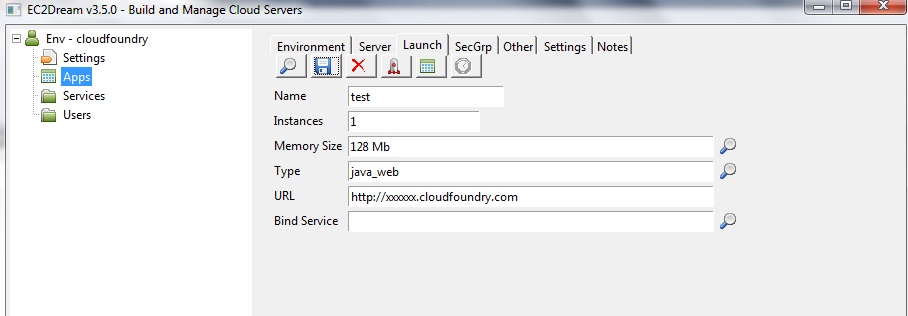 EC2Dream v3.5.0 - Build and Manage Cloud Servers
Env - cloudfoundry
Settings
Apps
Services
Users
Environment Server Launch SecGrp Other Settings Notes
Name test
Instances 1
Memory Size 128 Mb
Type java_web
URL http://xxxxxx.cloudfoundry.com
Bind Service